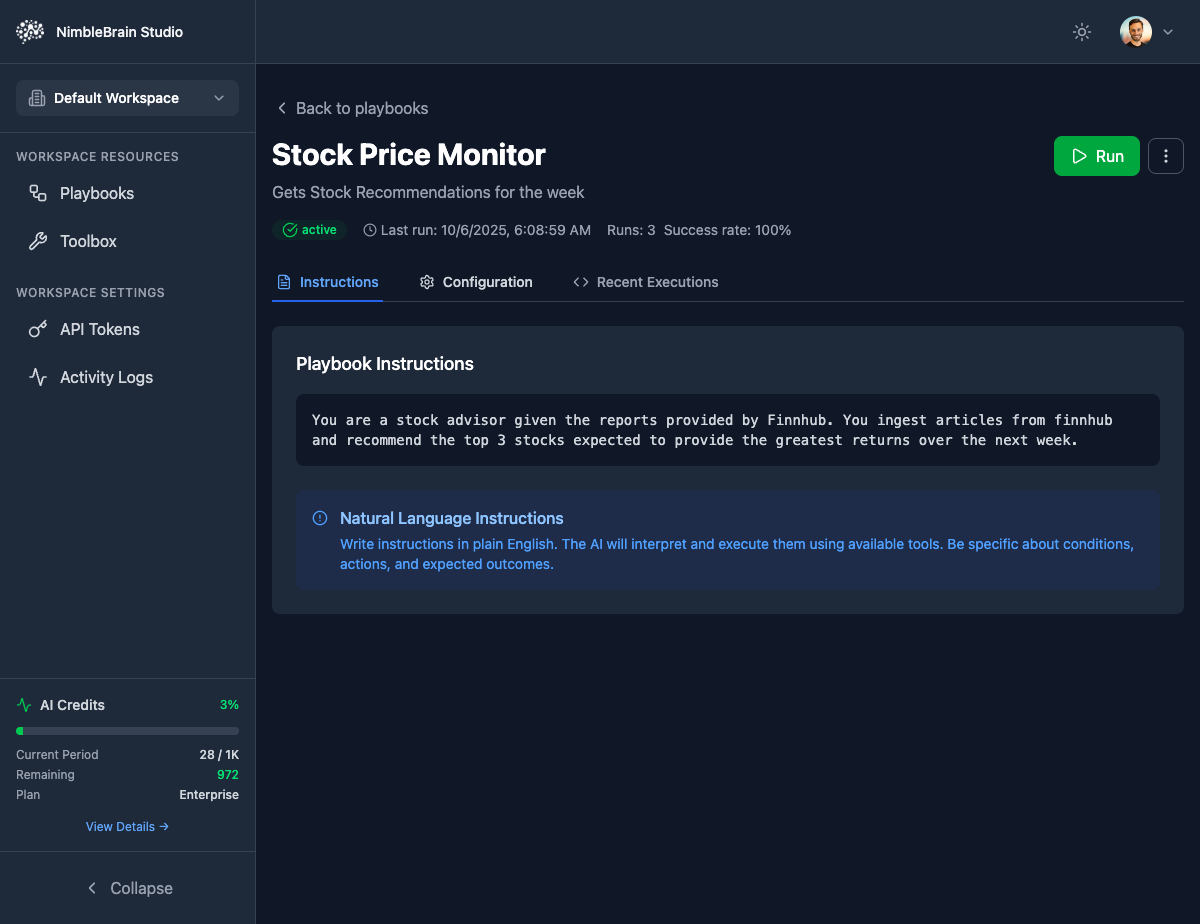 NimbleBrain Studio
Default Workspace
WORKSPACE RESOURCES
Playbooks
Toolbox
WORKSPACE SETTINGS
API Tokens
Activity Logs
AI Credits 3%
Current Period 28 / 1K
Remaining 972
Plan Enterprise
View Details →
Collapse
Back to playbooks
Stock Price Monitor
Run
Gets Stock Recommendations for the week
active Last run: 10/6/2025, 6:08:59 AM Runs: 3 Success rate: 100%
Instructions Configuration Recent Executions
Playbook Instructions
You are a stock advisor given the reports provided by Finnhub. You ingest articles from finnhub
and recommend the top 3 stocks expected to provide the greatest returns over the next week.
Natural Language Instructions
Write instructions in plain English. The AI will interpret and execute them using available tools. Be specific about conditions,
actions, and expected outcomes.